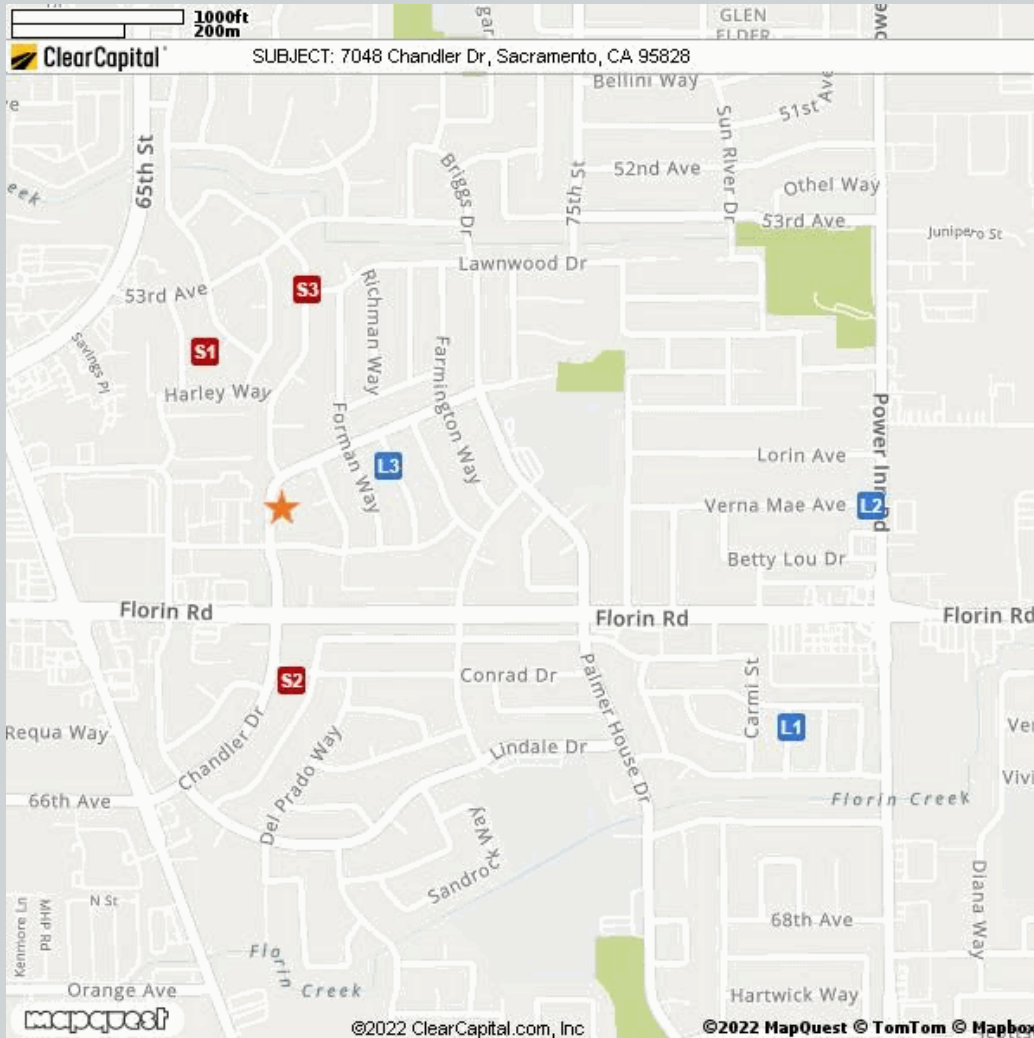 1000ft
200m
GLEN
ELDER
ClearCapital
SUBJECT: 7048 Chandler Dr, Sacramento, CA 95828
Bellini Way
51st Ave
Sun River Dr
65th St
Briggs Dr
75th St
52nd Ave
Othel Way
53rd Ave
Junipero St
Lawnwood Dr
53rd Ave
S3
Richman Way
S1
Savings Pl
Farmington Way
Harley Way
Forman Way
Power Inn Rd
L3
Lorin Ave
Verna Mae Ave
L2
Betty Lou Dr
Florin Rd
Florin Rd
Florin Rd
S2
Conrad Dr
Palmer House Dr
Carmi St
L1
Requa Way
Chandler Dr
Del Prado Way
Lindale Dr
66th Ave
Florin Creek
ck Way
Sandro
Diana Way
N St
Kenmore Ln
MHP RD
68th Ave
Florin Creek
Orange Ave
Hartwick Way
mapquest
©2022 ClearCapital.com, Inc
©2022 MapQuest © TomTom © Mapbox